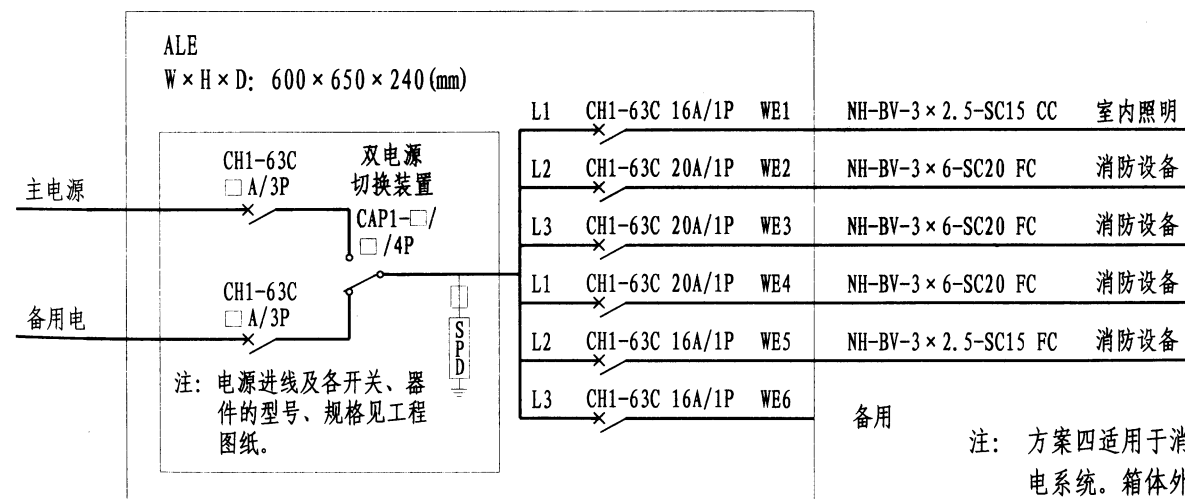 ALE
W×H×D: 600×650×240(mm)
主电源
CH1-63C
□A/3P
双电源
切换装置
CAP1-□/
□/4P
备用电
CH1-63C
□A/3P
SPD
注: 电源进线及各开关、器
件的型号、规格见工程
图纸。
L1 CH1-63C 16A/1P WE1 NH-BV-3×2.5-SC15 CC 室内照明
L2 CH1-63C 20A/1P WE2 NH-BV-3×6-SC20 FC 消防设备
L3 CH1-63C 20A/1P WE3 NH-BV-3×6-SC20 FC 消防设备
L1 CH1-63C 20A/1P WE4 NH-BV-3×6-SC20 FC 消防设备
L2 CH1-63C 16A/1P WE5 NH-BV-3×2.5-SC15 FC 消防设备
L3 CH1-63C 16A/1P WE6 备用
注: 方案四适用于消
电系统。箱体外